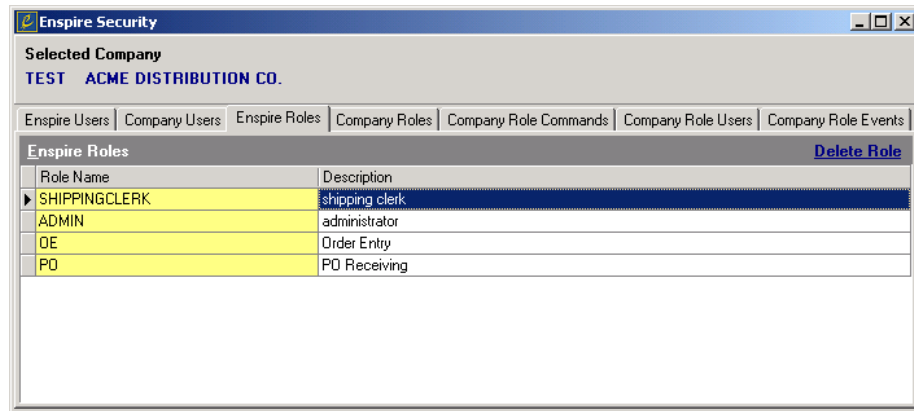 Enspire Security
Selected Company
TEST ACME DISTRIBUTION CO.
Enspire Users Company Users Enspire Roles Company Roles Company Role Commands Company Role Users Company Role Events
Enspire Roles Delete Role
Role Name Description
SHIPPINGCLERK shipping clerk
ADMIN administrator
OE Order Entry
PO PO Receiving